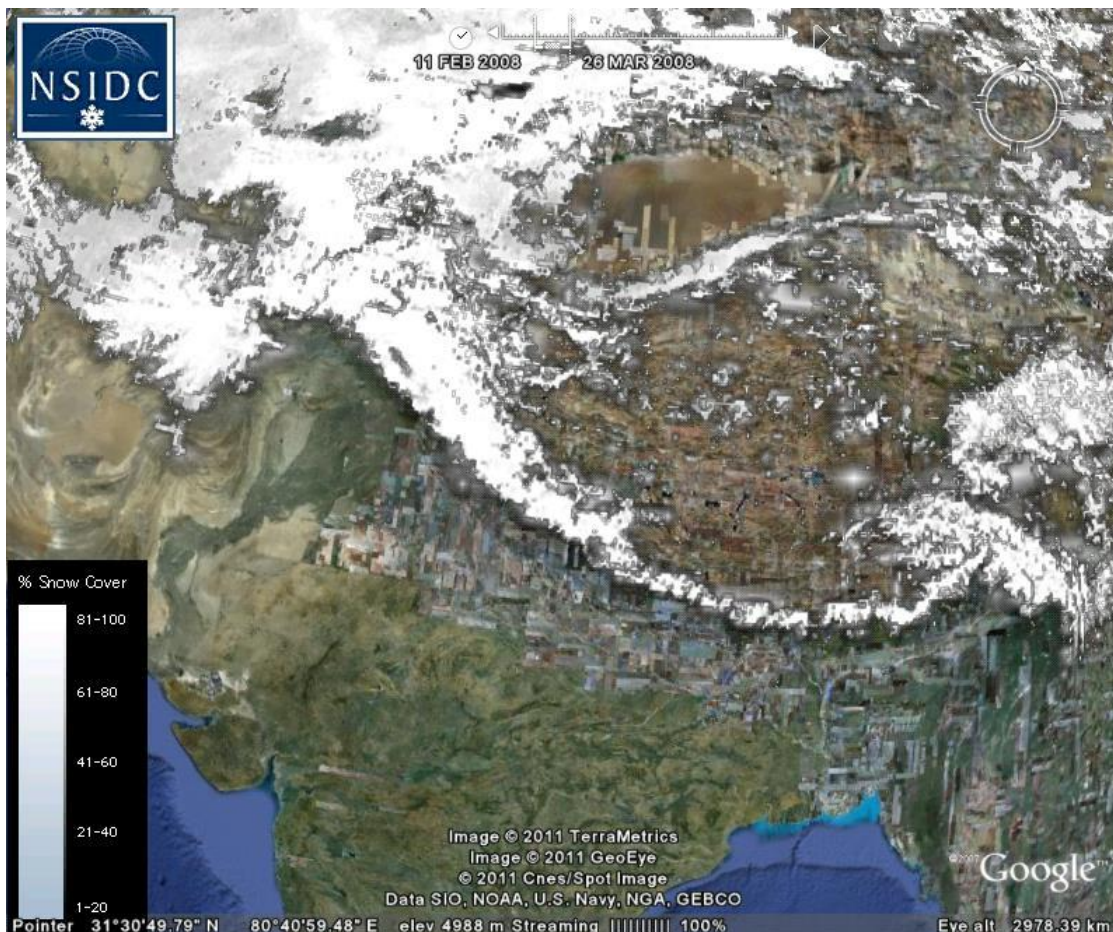 NSIDC
11 FEB 2008 26 MAR 2008
N
% Snow Cover
81-100
61-80
41-60
21-40
1-20
Image © 2011 TerraMetrics
Image © 2011 GeoEye
© 2011 Cnes/Spot Image
Data SIO, NOAA, U.S. Navy, NGA, GEBCO
©2007 Google™
Pointer 31°30'49.79" N 80°40'59.48" E elev 4988 m Streaming |||||||||| 100% Eye alt 2978.39 km